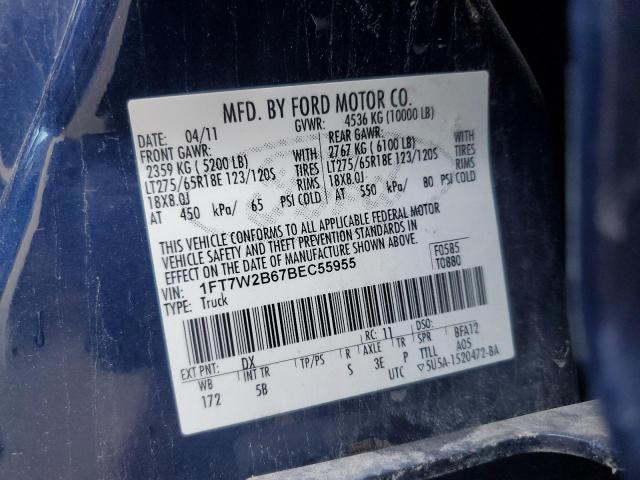 MFD. BY FORD MOTOR CO.
DATE: 04/11 GVWR: 4536 KG (10000 LB)
FRONT GAWR: REAR GAWR:
2359 KG (5200 LB) WITH 2767 KG (6100 LB) WITH
LT275/65R18E 123/120S TIRES LT275/65R18E 123/120S TIRES
18X8.0J RIMS 18X8.0J RIMS
AT 450 kPa/ 65 PSI COLD AT 550 kPa/ 80 PSI COLD
THIS VEHICLE CONFORMS TO ALL APPLICABLE FEDERAL MOTOR
VEHICLE SAFETY AND THEFT PREVENTION STANDARDS IN
EFFECT ON THE DATE OF MANUFACTURE SHOWN ABOVE.
F0585
VIN: 1FT7W2B67BEC55955 T0880
TYPE: Truck
EXT PNT: DX RC: 11 DSO:
WB INT TR TP/PS R AXLE TR SPR BFA12
172 5B S 3E P TTLL A05
UTC 5U5A-1520472-BA